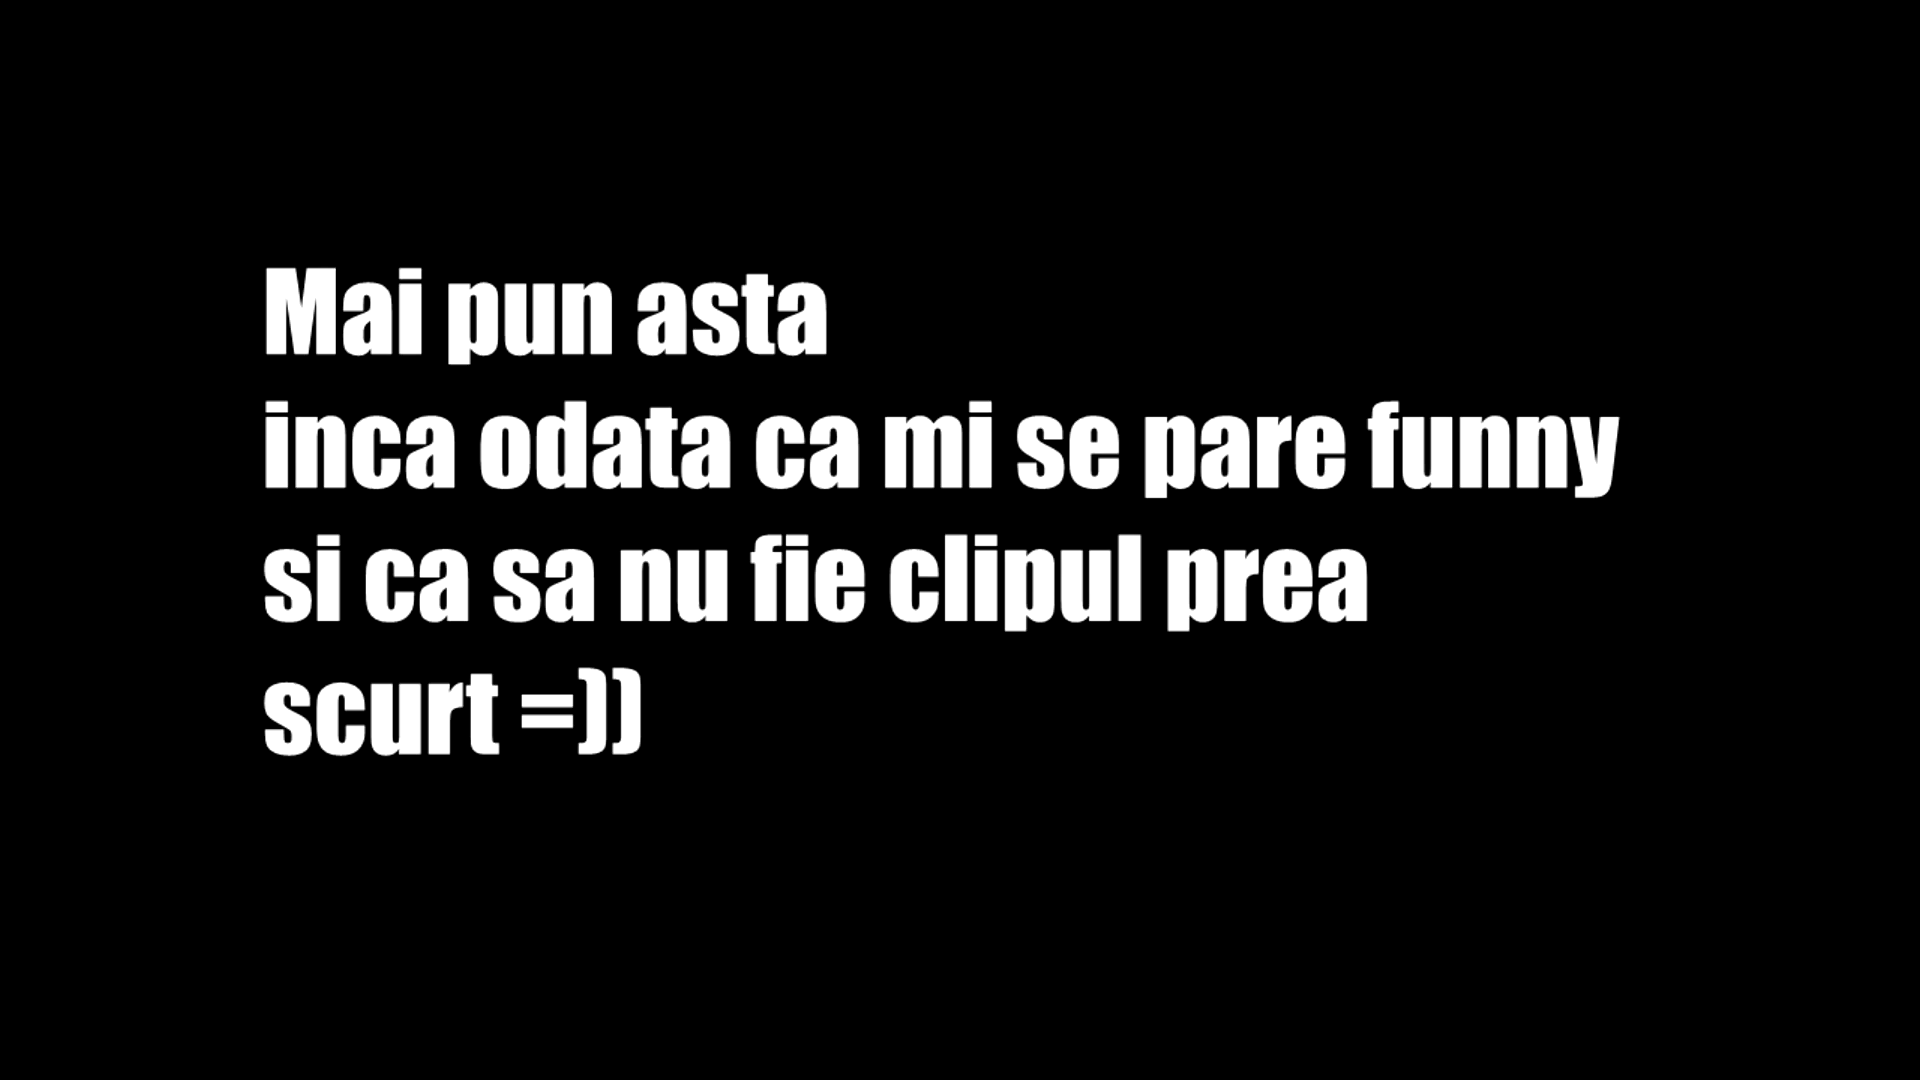 Mai pun asta
inca odata ca mi se pare funny
si ca sa nu fie clipul prea
scurt =))